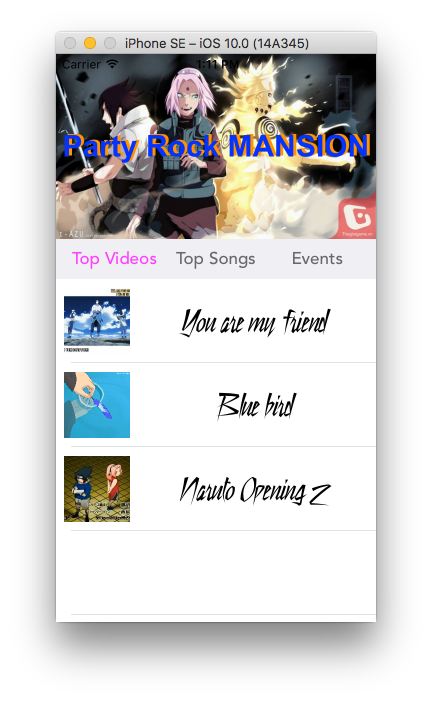 iPhone SE – iOS 10.0 (14A345)
Carrier 1:11 PM
Party Rock MANSION
Top Videos Top Songs Events
You are my friend
Blue bird
Naruto Opening 2